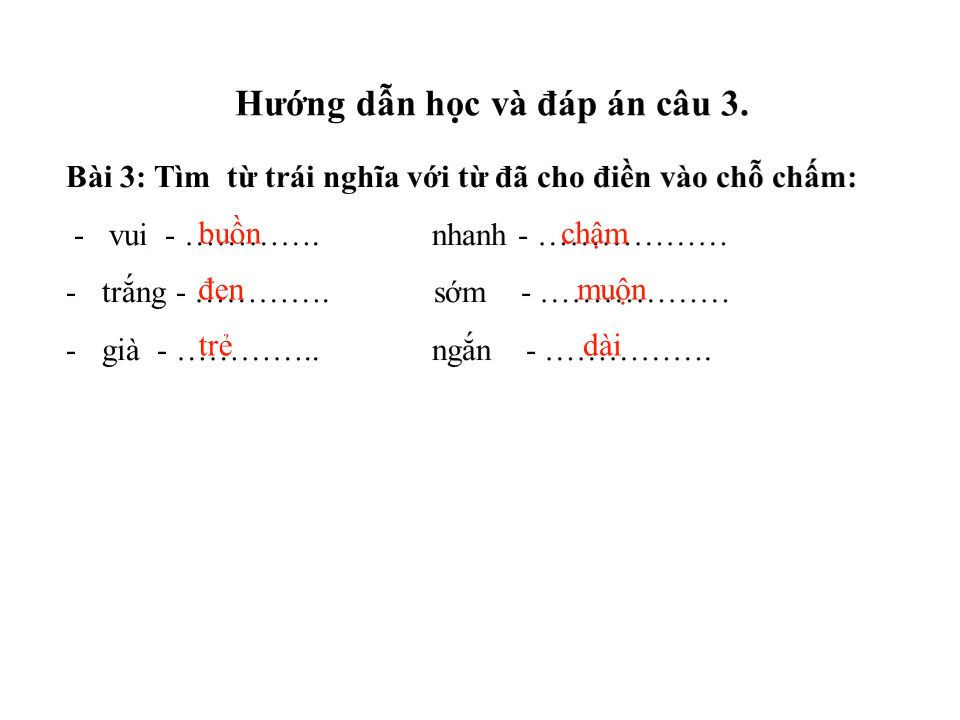 Hướng dẫn học và đáp án câu 3.
Bài 3: Tìm từ trái nghĩa với từ đã cho điền vào chỗ chấm:
- vui - buồn…………. nhanh - chậm………………
- trắng - đen…………. sớm - muộn………………
- già - trẻ………….. ngắn - dài…………….